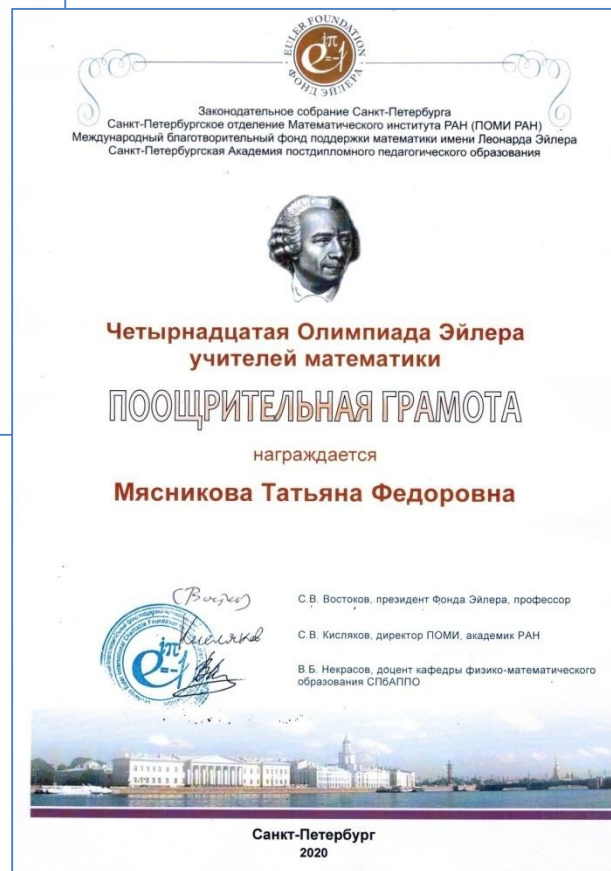 EULER FOUNDATION
ФОНД ЭЙЛЕРА
Законодательное собрание Санкт-Петербурга
Санкт-Петербургское отделение Математического института РАН (ПОМИ РАН)
Международный благотворительный фонд поддержки математики имени Леонарда Эйлера
Санкт-Петербургская Академия постдипломного педагогического образования
Четырнадцатая Олимпиада Эйлера
учителей математики
ПООЩРИТЕЛЬНАЯ ГРАМОТА
награждается
Мясникова Татьяна Федоровна
С.В. Востоков, президент Фонда Эйлера, профессор
С.В. Кисляков, директор ПОМИ, академик РАН
В.Б. Некрасов, доцент кафедры физико-математического
образования СПбАППО
Санкт-Петербург
2020